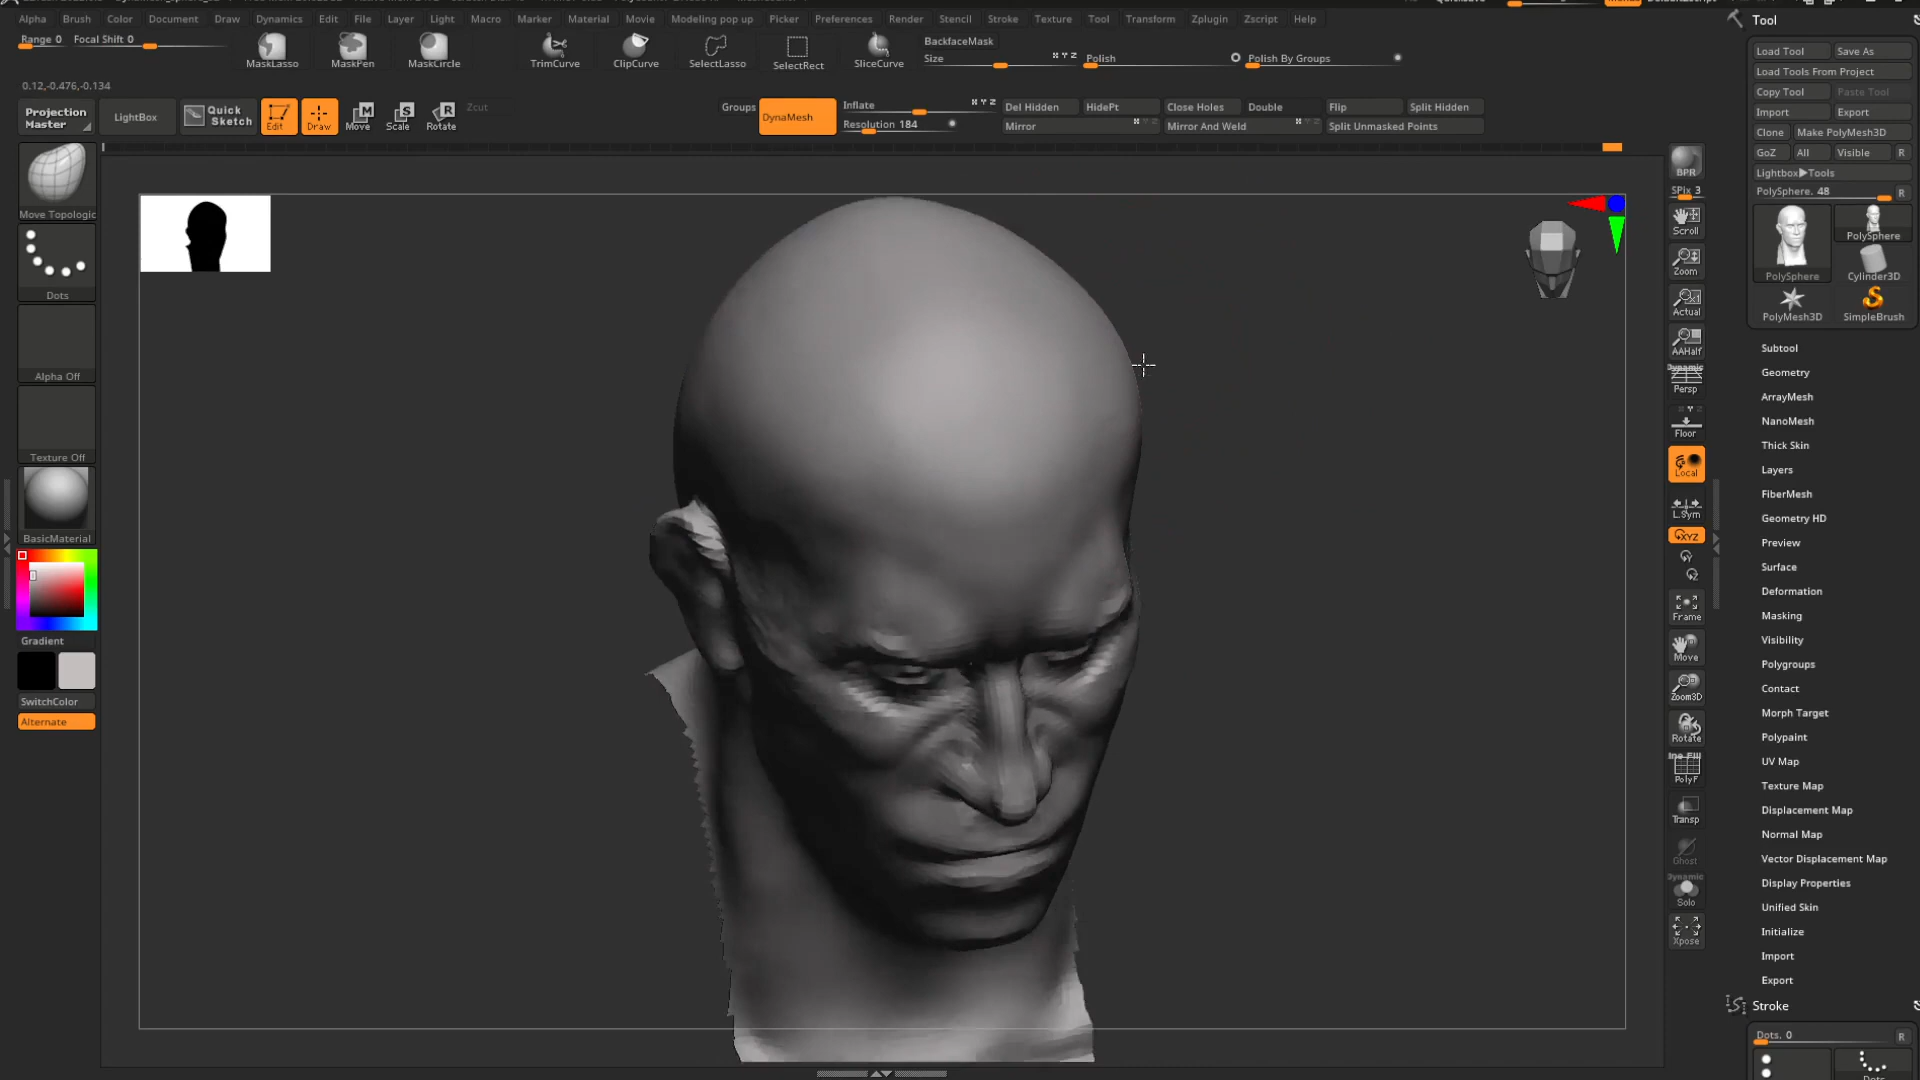 Alpha Brush Color Document Draw Dynamics Edit File Layer Light Macro Marker Material Movie Modeling pop up Picker Preferences Render Stencil Stroke Texture Tool Transform Zplugin Zscript Help
Tool
Range 0 Focal Shift 0
BackfaceMask
Size X Y Z Polish Polish By Groups
MaskLasso MaskPen MaskCircle TrimCurve ClipCurve SelectLasso SelectRect SliceCurve
Load Tool Save As
Load Tools From Project
Copy Tool Paste Tool
Import Export
Clone Make PolyMesh3D
GoZ All Visible R
Lightbox▶Tools
PolySphere. 48 R
PolySphere
PolySphere Cylinder3D
PolyMesh3D SimpleBrush
0.12,-0.476,-0.134
Projection Master
LightBox
Quick Sketch
Edit Draw Move Scale Rotate
Zcut
Groups DynaMesh
Inflate X Y Z
Resolution 184
Del Hidden HidePt Close Holes Double Flip Split Hidden
Mirror Mirror And Weld Split Unmasked Points
Move Topologic
Dots
Alpha Off
Texture Off
BasicMaterial
Gradient
SwitchColor
Alternate
BPR
SPix 3
Scroll
Zoom
Actual
AAHalf
Dynamic
Persp
Floor
Local
L.Sym
XYZ
Y
Z
Frame
Move
Zoom3D
Rotate
PolyF
Transp
Ghost
Dynamic
Solo
Xpose
Subtool
Geometry
ArrayMesh
NanoMesh
Thick Skin
Layers
FiberMesh
Geometry HD
Preview
Surface
Deformation
Masking
Visibility
Polygroups
Contact
Morph Target
Polypaint
UV Map
Texture Map
Displacement Map
Normal Map
Vector Displacement Map
Display Properties
Unified Skin
Initialize
Import
Export
Stroke
Dots. 0 R